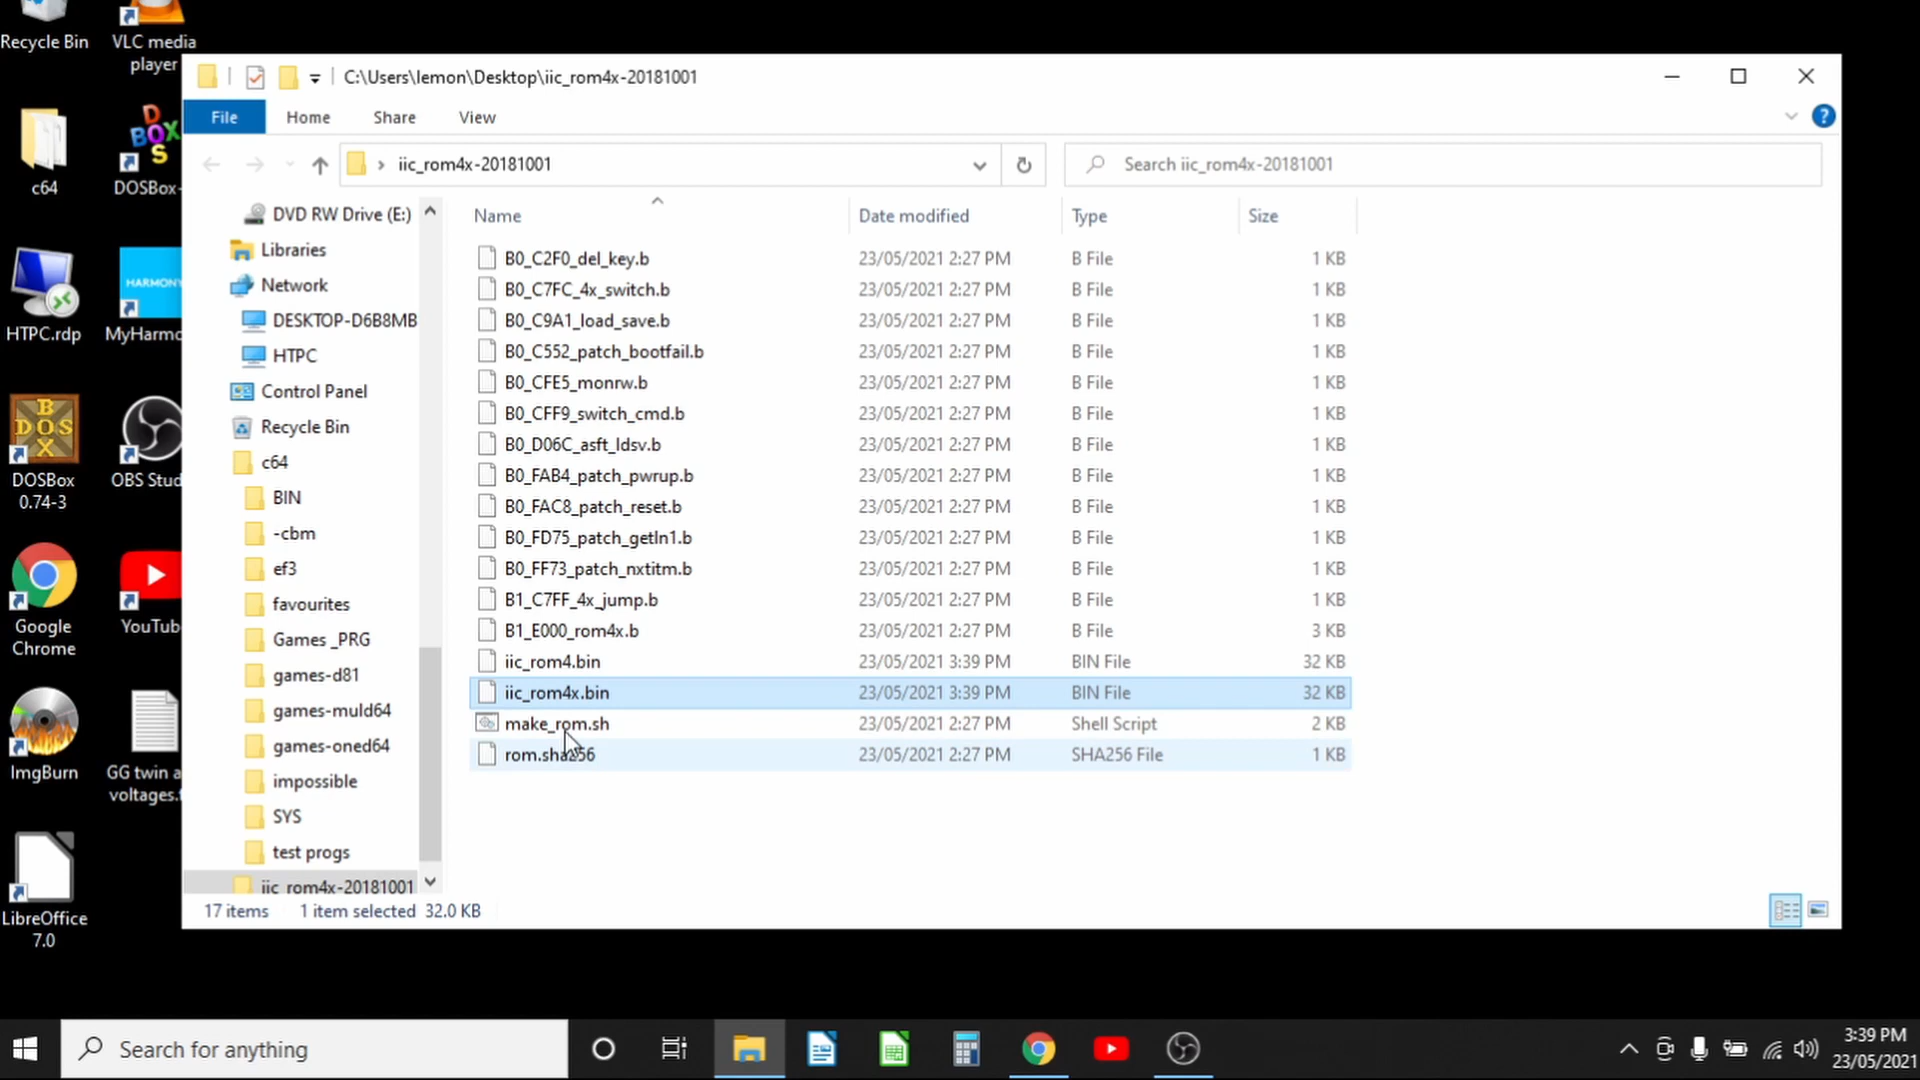 Recycle Bin
VLC media
player
c64
DOSBox-
HTPC.rdp
HARMONY
MyHarmo
DOSBox
0.74-3
OBS Stud
Google
Chrome
YouTub
ImgBurn
GG twin a
LibreOffice
7.0
C:\Users\lemon\Desktop\iic_rom4x-20181001
File Home Share View
iic_rom4x-20181001
Search iic_rom4x-20181001
DVD RW Drive (E:)
Libraries
Network
DESKTOP-D6B8MB
HTPC
Control Panel
Recycle Bin
c64
BIN
-cbm
ef3
favourites
Games _PRG
games-d81
games-muld64
games-oned64
impossible
SYS
test progs
iic_rom4x-20181001
Name Date modified Type Size
B0_C2F0_del_key.b 23/05/2021 2:27 PM B File 1 KB
B0_C7FC_4x_switch.b 23/05/2021 2:27 PM B File 1 KB
B0_C9A1_load_save.b 23/05/2021 2:27 PM B File 1 KB
B0_C552_patch_bootfail.b 23/05/2021 2:27 PM B File 1 KB
B0_CFE5_monrw.b 23/05/2021 2:27 PM B File 1 KB
B0_CFF9_switch_cmd.b 23/05/2021 2:27 PM B File 1 KB
B0_D06C_asft_ldsv.b 23/05/2021 2:27 PM B File 1 KB
B0_FAB4_patch_pwrup.b 23/05/2021 2:27 PM B File 1 KB
B0_FAC8_patch_reset.b 23/05/2021 2:27 PM B File 1 KB
B0_FD75_patch_getln1.b 23/05/2021 2:27 PM B File 1 KB
B0_FF73_patch_nxtitm.b 23/05/2021 2:27 PM B File 1 KB
B1_C7FF_4x_jump.b 23/05/2021 2:27 PM B File 1 KB
B1_E000_rom4x.b 23/05/2021 2:27 PM B File 3 KB
iic_rom4.bin 23/05/2021 3:39 PM BIN File 32 KB
iic_rom4x.bin 23/05/2021 3:39 PM BIN File 32 KB
make_rom.sh 23/05/2021 2:27 PM Shell Script 2 KB
rom.sha256 23/05/2021 2:27 PM SHA256 File 1 KB
17 items 1 item selected 32.0 KB
Search for anything
3:39 PM
23/05/2021